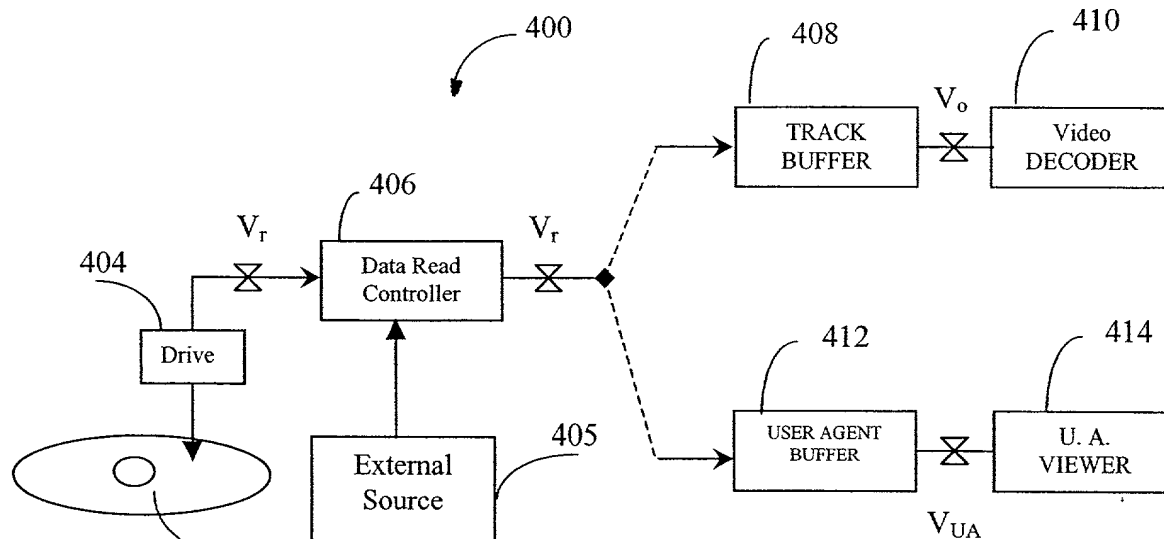 400
408
410
TRACK
BUFFER
Vo
Video
DECODER
406
Vr
Data Read
Controller
Vr
404
Drive
412
414
USER AGENT
BUFFER
U. A.
VIEWER
VUA
External
Source
405